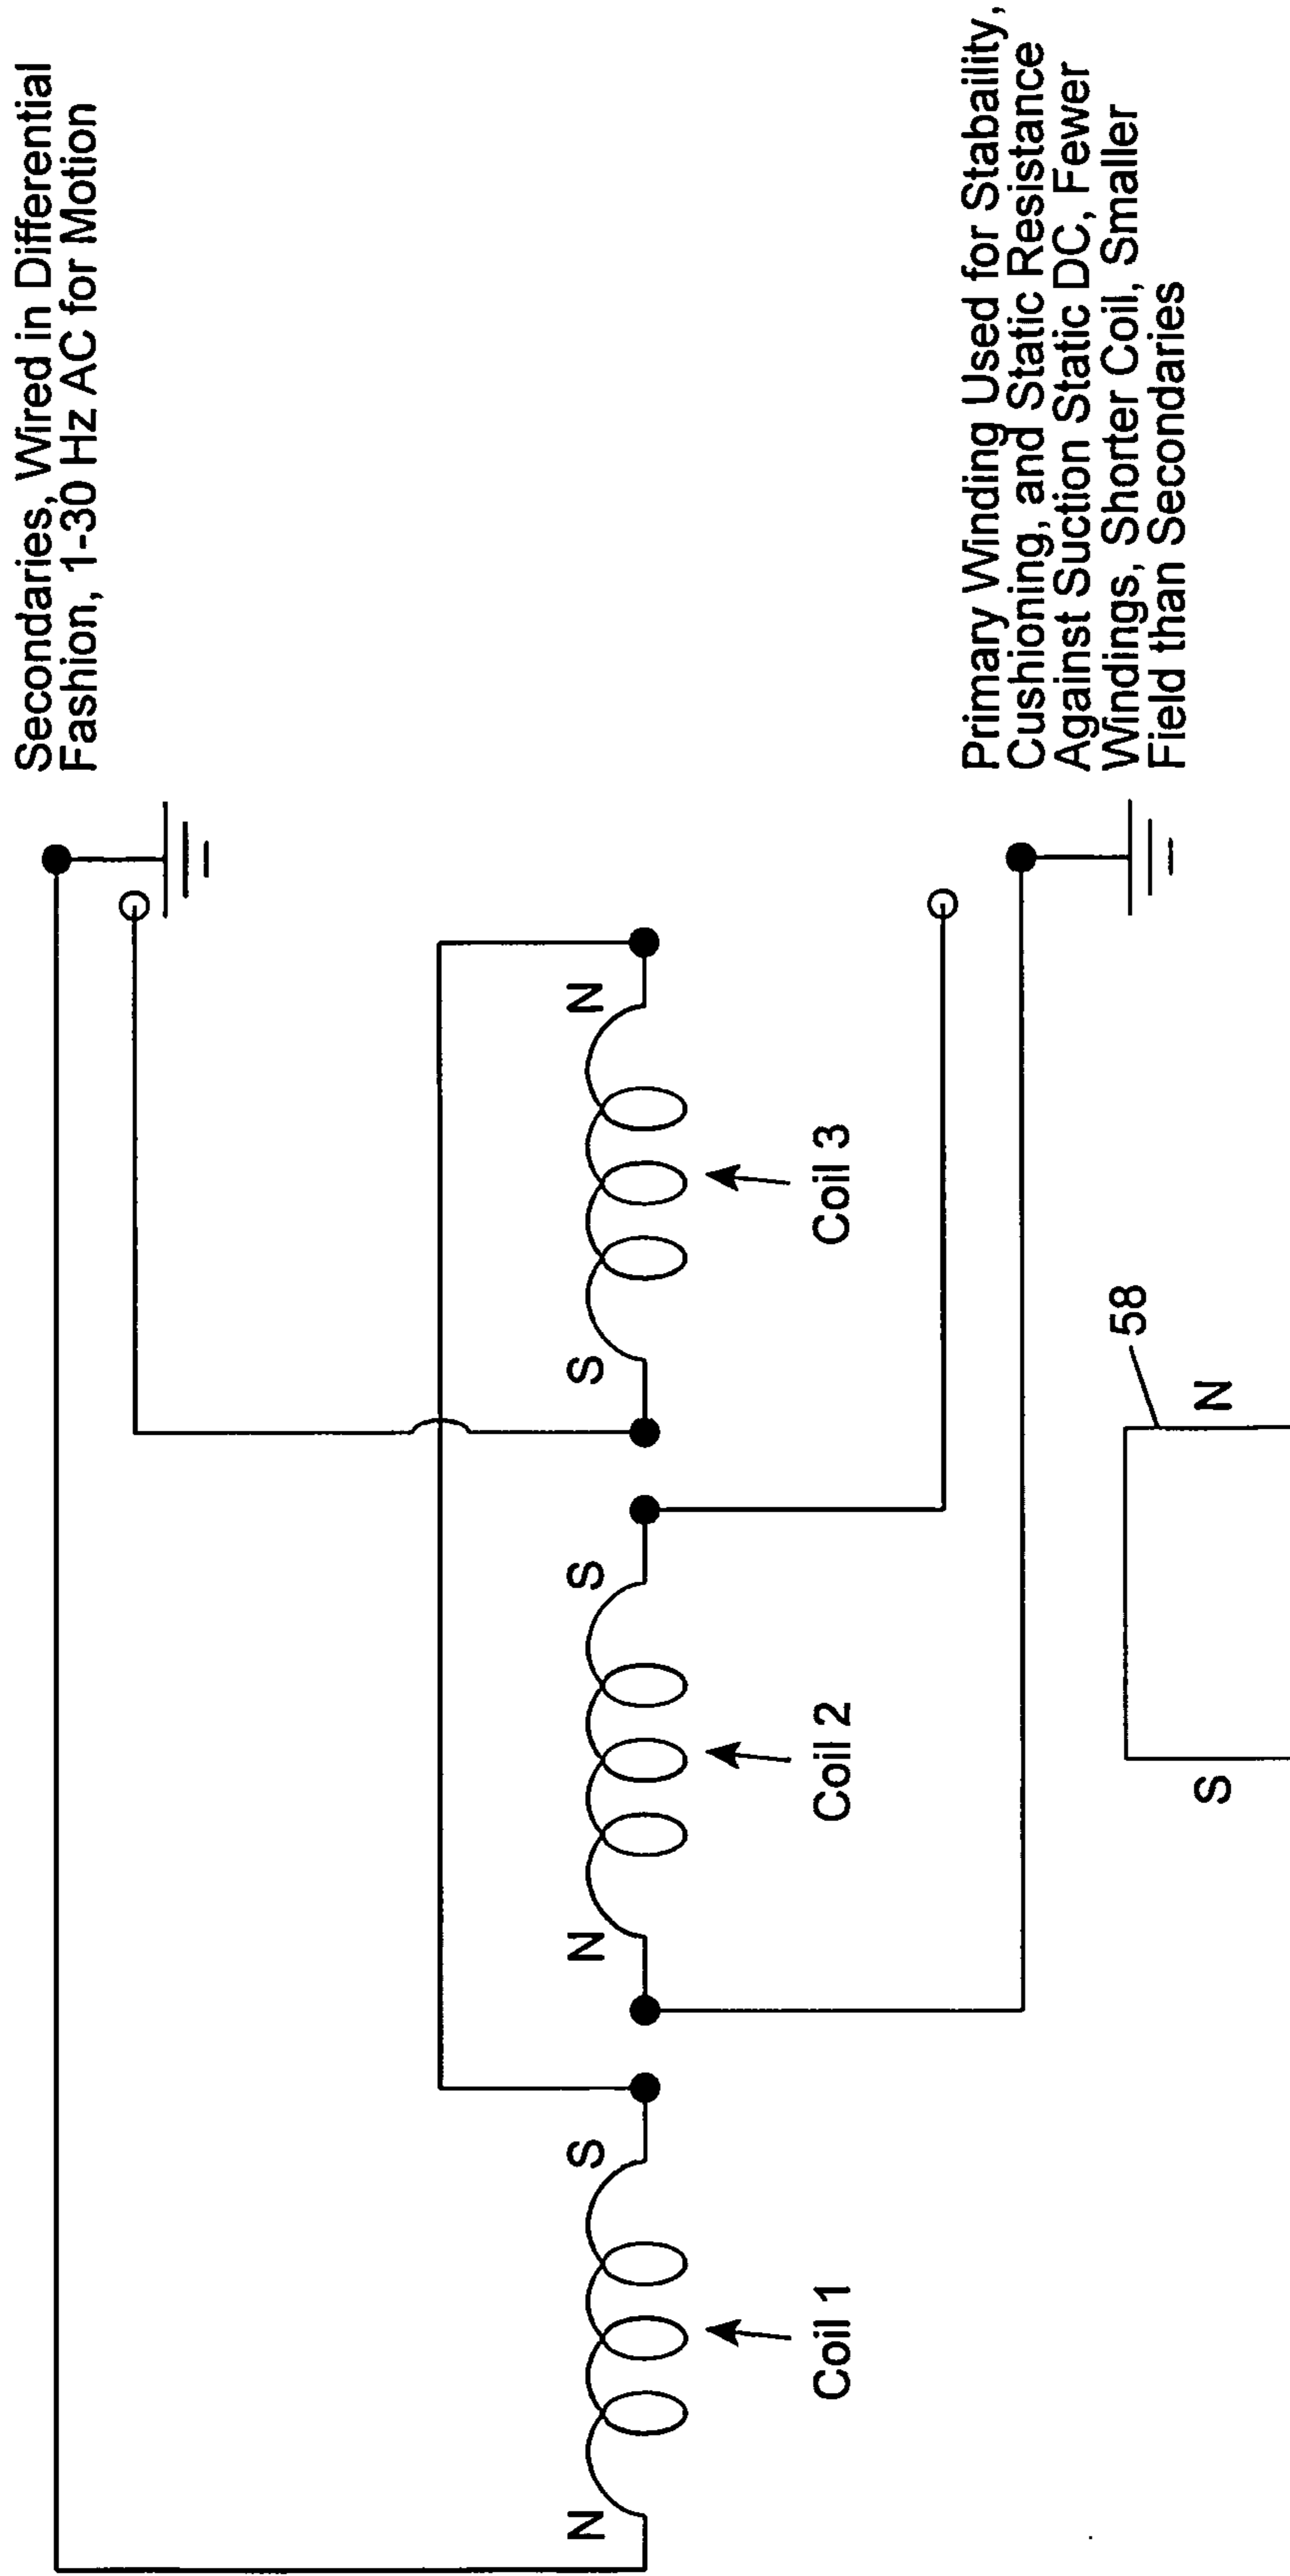 Secondaries, Wired in Differential
Fashion, 1-30 Hz AC for Motion
N
S
N
S
S
N
Coil 1
Coil 2
Coil 3
Primary Winding Used for Stabaility,
Cushioning, and Static Resistance
Against Suction Static DC, Fewer
Windings, Shorter Coil, Smaller
Field than Secondaries
S
N
58